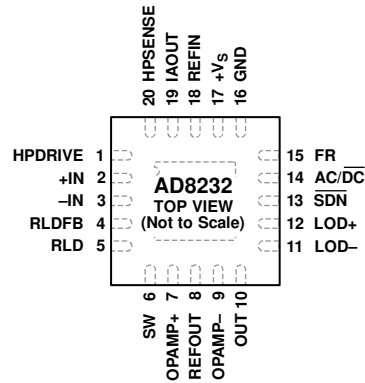 20 HPSENSE
19 IAOUT
18 REFIN
17 +VS
16 GND
HPDRIVE 1
+IN 2
–IN 3
RLDFB 4
RLD 5
AD8232
TOP VIEW
(Not to Scale)
15 FR
14 AC/DC
13 SDN
12 LOD+
11 LOD–
SW 6
OPAMP+ 7
REFOUT 8
OPAMP– 9
OUT 10